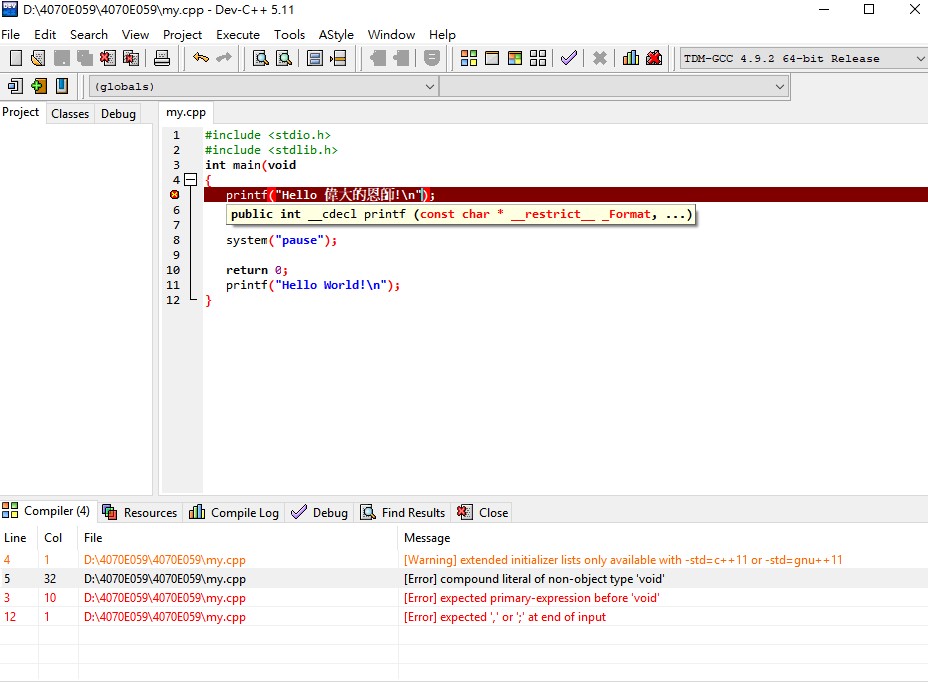 D:\4070E059\4070E059\my.cpp - Dev-C++ 5.11
File Edit Search View Project Execute Tools AStyle Window Help
TDM-GCC 4.9.2 64-bit Release
(globals)
Project Classes Debug my.cpp
1 #include <stdio.h>
2 #include <stdlib.h>
3 int main(void
4 {
printf("Hello 偉大的恩師!\n");
6 public int __cdecl printf (const char * __restrict__ _Format, ...)
7
8 system("pause");
9
10 return 0;
11 printf("Hello World!\n");
12 }
Compiler (4) Resources Compile Log Debug Find Results Close
Line Col File Message
4 1 D:\4070E059\4070E059\my.cpp [Warning] extended initializer lists only available with -std=c++11 or -std=gnu++11
5 32 D:\4070E059\4070E059\my.cpp [Error] compound literal of non-object type 'void'
3 10 D:\4070E059\4070E059\my.cpp [Error] expected primary-expression before 'void'
12 1 D:\4070E059\4070E059\my.cpp [Error] expected ',' or ';' at end of input